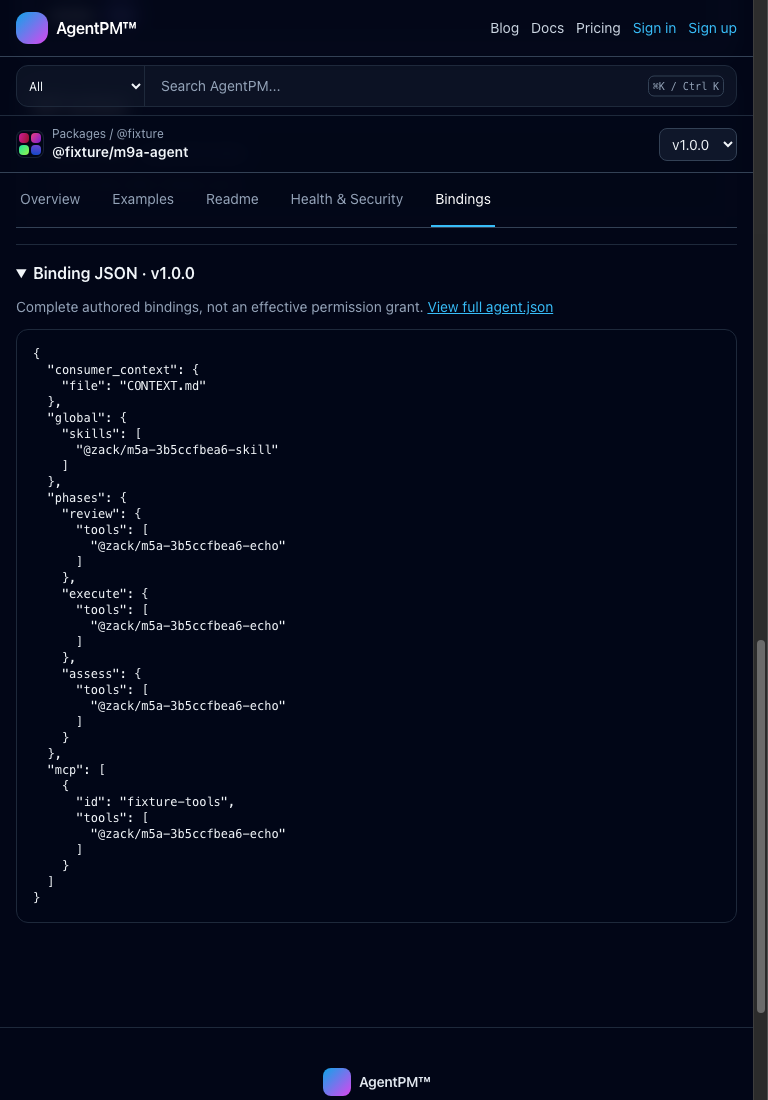 AgentPM™
Blog Docs Pricing Sign in Sign up
All
Search AgentPM...
⌘K / Ctrl K
Packages / @fixture
@fixture/m9a-agent
v1.0.0
Overview Examples Readme Health & Security Bindings
▼ Binding JSON · v1.0.0
Complete authored bindings, not an effective permission grant. View full agent.json
{
  "consumer_context": {
    "file": "CONTEXT.md"
  },
  "global": {
    "skills": [
      "@zack/m5a-3b5ccfbea6-skill"
    ]
  },
  "phases": {
    "review": {
      "tools": [
        "@zack/m5a-3b5ccfbea6-echo"
      ]
    },
    "execute": {
      "tools": [
        "@zack/m5a-3b5ccfbea6-echo"
      ]
    },
    "assess": {
      "tools": [
        "@zack/m5a-3b5ccfbea6-echo"
      ]
    }
  },
  "mcp": [
    {
      "id": "fixture-tools",
      "tools": [
        "@zack/m5a-3b5ccfbea6-echo"
      ]
    }
  ]
}
AgentPM™